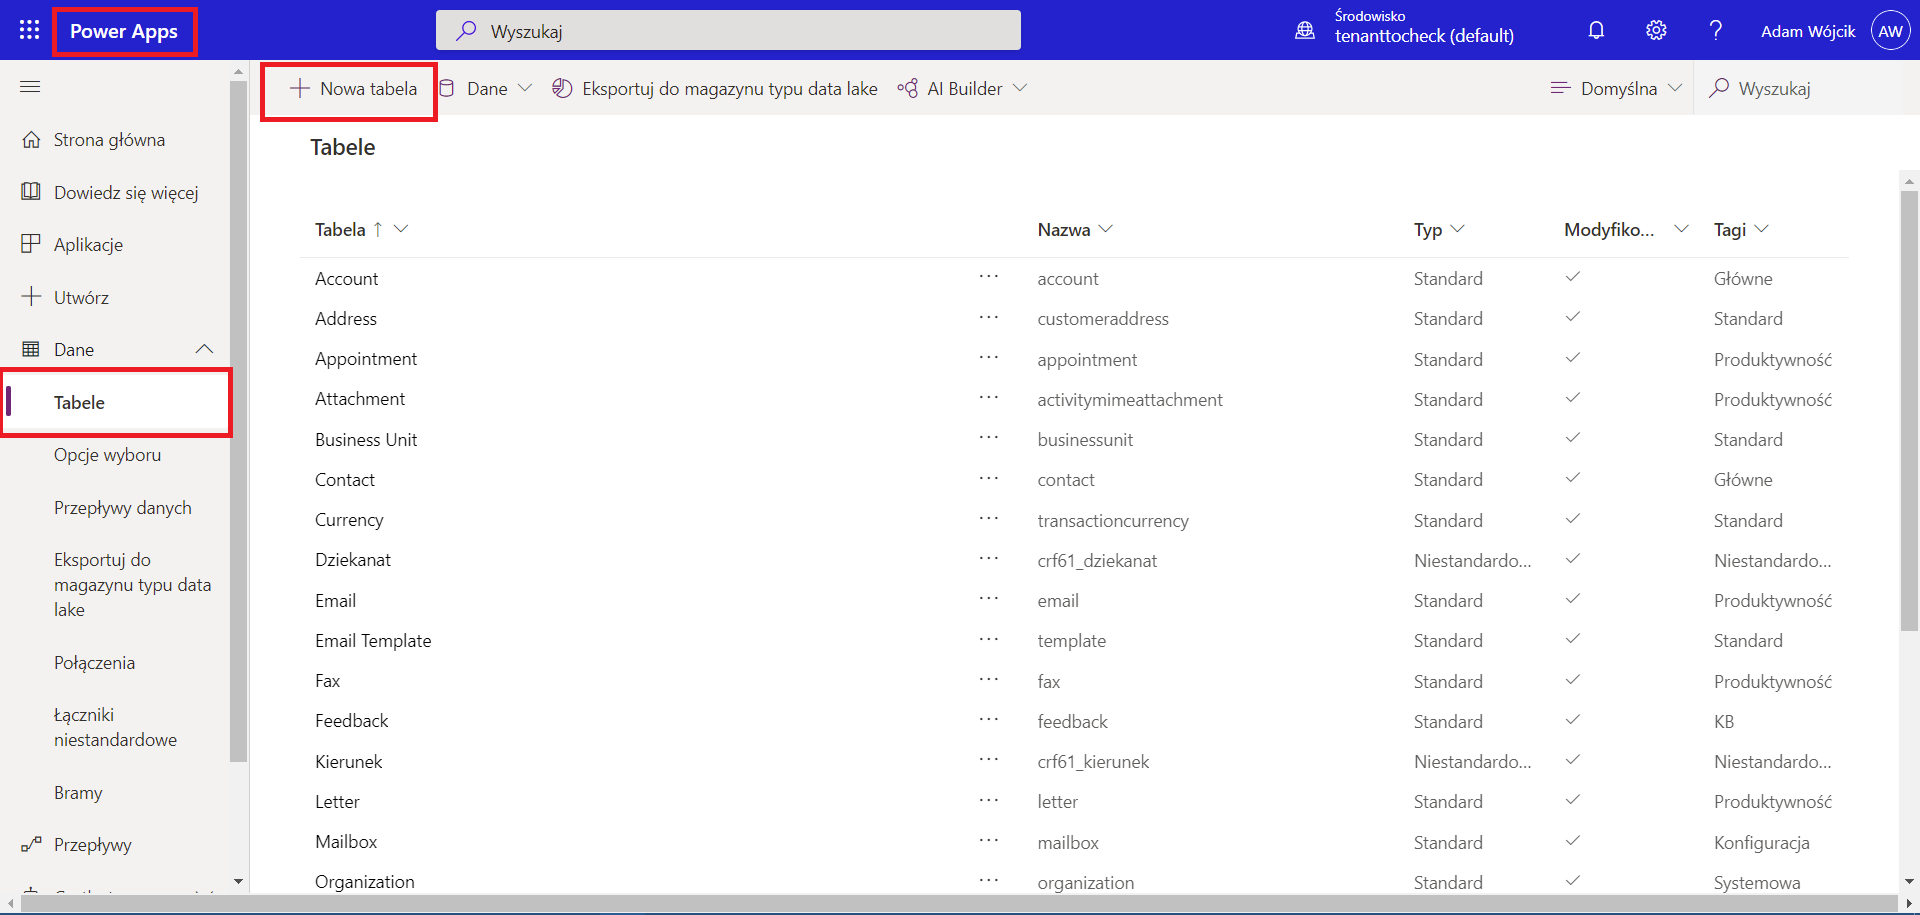 Power Apps
Wyszukaj
Środowisko
tenanttocheck (default)
?
Adam Wójcik
AW
Nowa tabela
Dane
Eksportuj do magazynu typu data lake
AI Builder
Domyślna
Wyszukaj
Strona główna
Dowiedz się więcej
Aplikacje
Utwórz
Dane
Tabele
Opcje wyboru
Przepływy danych
Eksportuj do
magazynu typu data
lake
Połączenia
Łączniki
niestandardowe
Bramy
Przepływy
Tabele
Tabela ↑ Nazwa Typ Modyfiko... Tagi
Account ... account Standard Główne
Address ... customeraddress Standard Standard
Appointment ... appointment Standard Produktywność
Attachment ... activitymimeattachment Standard Produktywność
Business Unit ... businessunit Standard Standard
Contact ... contact Standard Główne
Currency ... transactioncurrency Standard Standard
Dziekanat ... crf61_dziekanat Niestandardo... Niestandardo...
Email ... email Standard Produktywność
Email Template ... template Standard Standard
Fax ... fax Standard Produktywność
Feedback ... feedback Standard KB
Kierunek ... crf61_kierunek Niestandardo... Niestandardo...
Letter ... letter Standard Produktywność
Mailbox ... mailbox Standard Konfiguracja
Organization ... organization Standard Systemowa